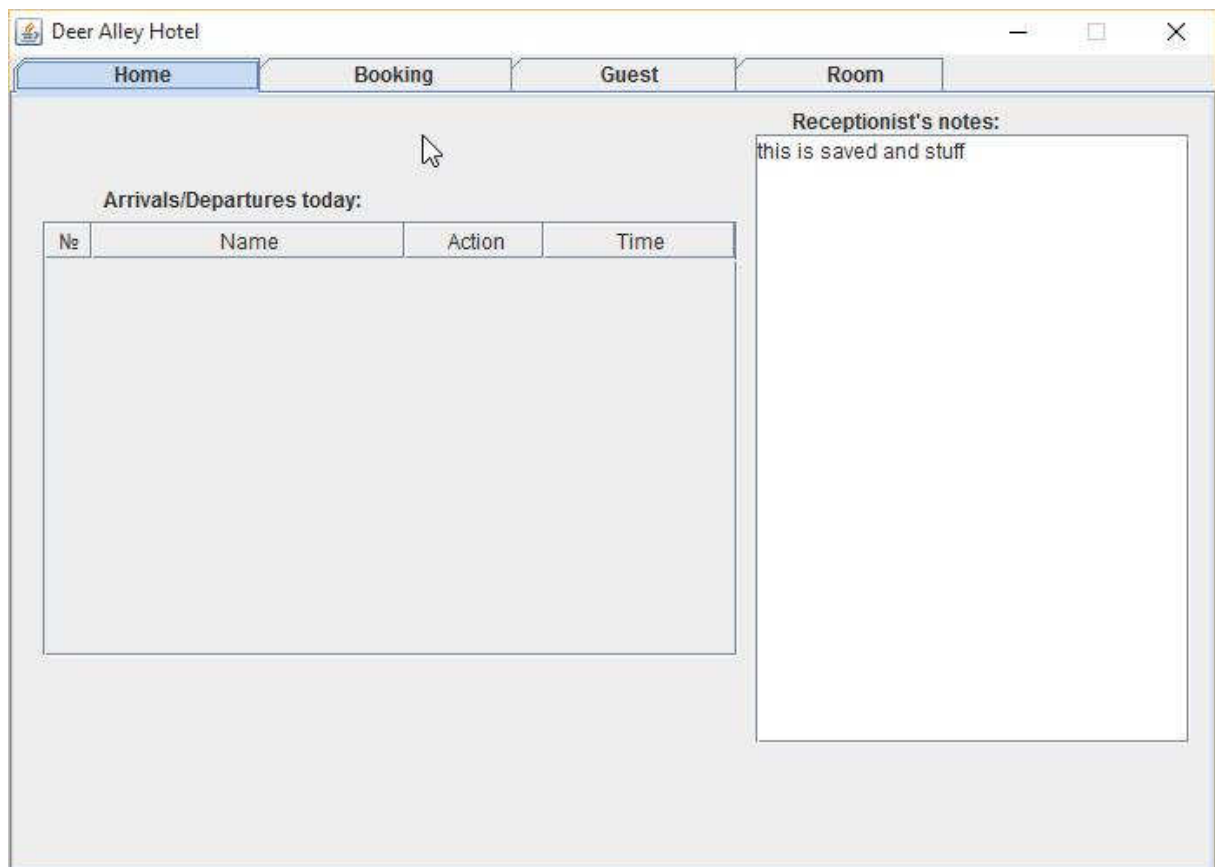 Deer Alley Hotel
Home Booking Guest Room
Receptionist's notes:
this is saved and stuff
Arrivals/Departures today:
№ Name Action Time